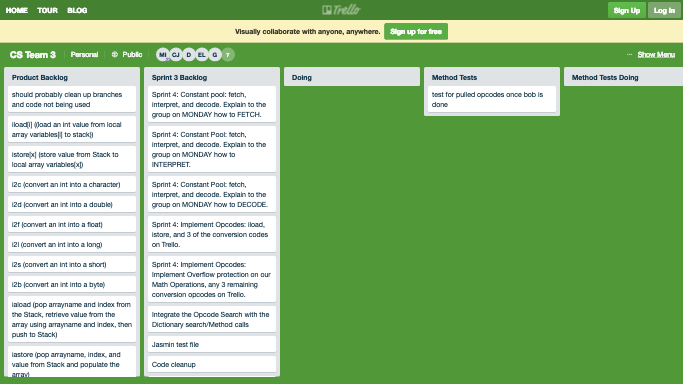 HOME TOUR BLOG Trello Sign Up Log In
Visually collaborate with anyone, anywhere. Sign up for free
CS Team 3 Personal Public MI CJ D EL G 7 ··· Show Menu
Product Backlog
should probably clean up branches
and code not being used
iload[i] ((load an int value from local
array variables[i] to stack))
istore[x] (store value from Stack to
local array variables[x])
i2c (convert an int into a character)
i2d (convert an int into a double)
i2f (convert an int into a float)
i2l (convert an int into a long)
i2s (convert an int into a short)
i2b (convert an int into a byte)
iaload (pop arrayname and index from
the Stack, retrieve value from the
array using arrayname and index, then
push to Stack)
iastore (pop arrayname, index, and
value from Stack and populate the
array)
Sprint 3 Backlog
Sprint 4: Constant pool: fetch,
interpret, and decode. Explain to the
group on MONDAY how to FETCH.
Sprint 4: Constant Pool: fetch,
interpret, and decode. Explain to the
group on MONDAY how to
INTERPRET.
Sprint 4: Constant Pool: fetch,
interpret, and decode. Explain to the
group on MONDAY how to DECODE.
Sprint 4: Implement Opcodes: iload,
istore, and 3 of the conversion codes
on Trello.
Sprint 4: Implement Opcodes:
Implement Overflow protection on our
Math Operations, any 3 remaining
conversion opcodes on Trello.
Integrate the Opcode Search with the
Dictionary search/Method calls
Jasmin test file
Code cleanup
Doing
Method Tests
test for pulled opcodes once bob is
done
Method Tests Doing